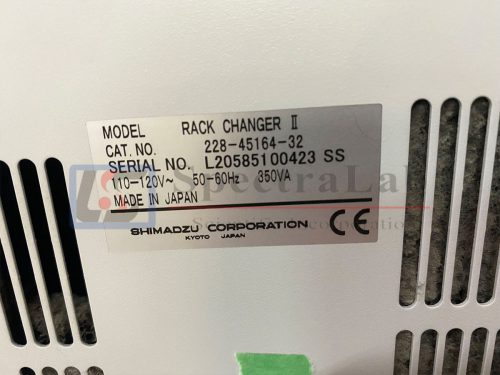 MODEL RACK CHANGER II
CAT. NO. 228-45164-32
SERIAL NO. L20585100423 SS
110-120V~ 50-60Hz 350VA
MADE IN JAPAN
SHIMADZU CORPORATION
KYOTO JAPAN
CE
SpectraLab